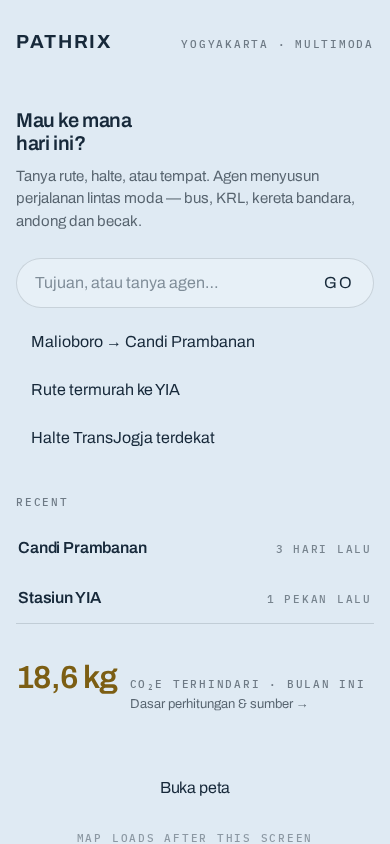 PATHRIX
YOGYAKARTA · MULTIMODA
Mau ke mana
hari ini?
Tanya rute, halte, atau tempat. Agen menyusun
perjalanan lintas moda — bus, KRL, kereta bandara,
andong dan becak.
Tujuan, atau tanya agen...
GO
Malioboro → Candi Prambanan
Rute termurah ke YIA
Halte TransJogja terdekat
RECENT
Candi Prambanan
3 HARI LALU
Stasiun YIA
1 PEKAN LALU
18,6 kg
CO₂E TERHINDARI · BULAN INI
Dasar perhitungan & sumber →
Buka peta
MAP LOADS AFTER THIS SCREEN